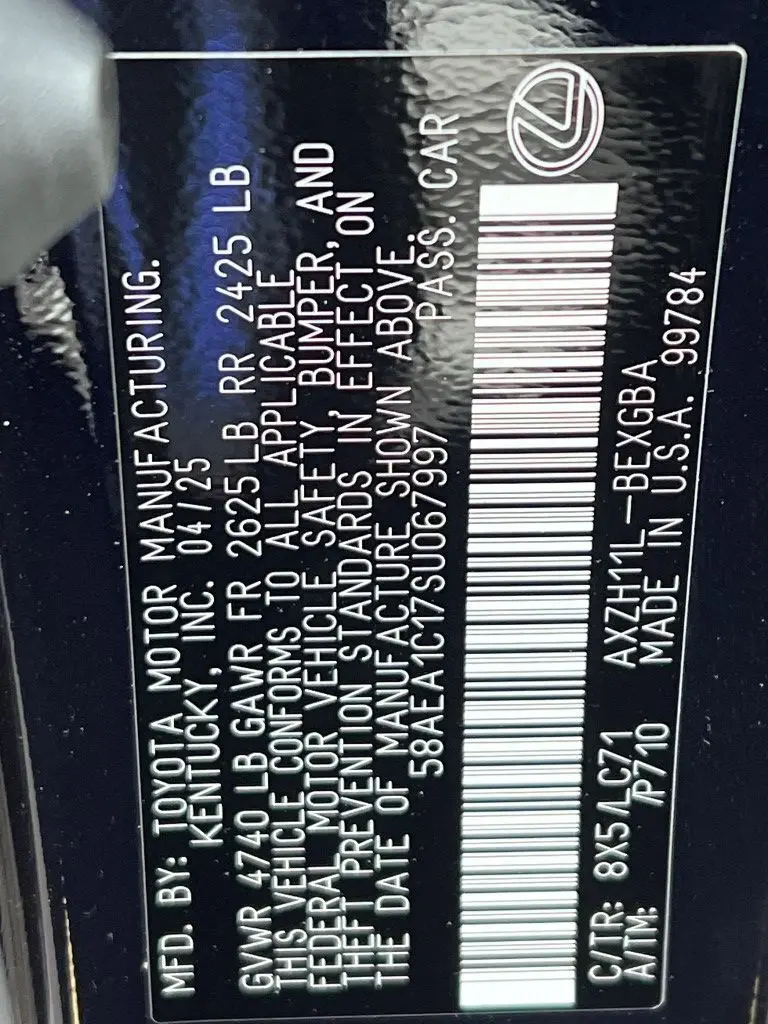 MFD. BY: TOYOTA MOTOR MANUFACTURING.
KENTUCKY, INC. 04/25
GVWR 4740 LB GAWR FR 2625 LB RR 2425 LB
THIS VEHICLE CONFORMS TO ALL APPLICABLE
FEDERAL MOTOR VEHICLE SAFETY, BUMPER, AND
THEFT PREVENTION STANDARDS IN EFFECT ON
THE DATE OF MANUFACTURE SHOWN ABOVE.
58AEA1C17SU067997 PASS. CAR
C/TR: 8X5/LC71 AXZH11L-BEXGBA
A/TM: /P710 MADE IN U.S.A. 99784